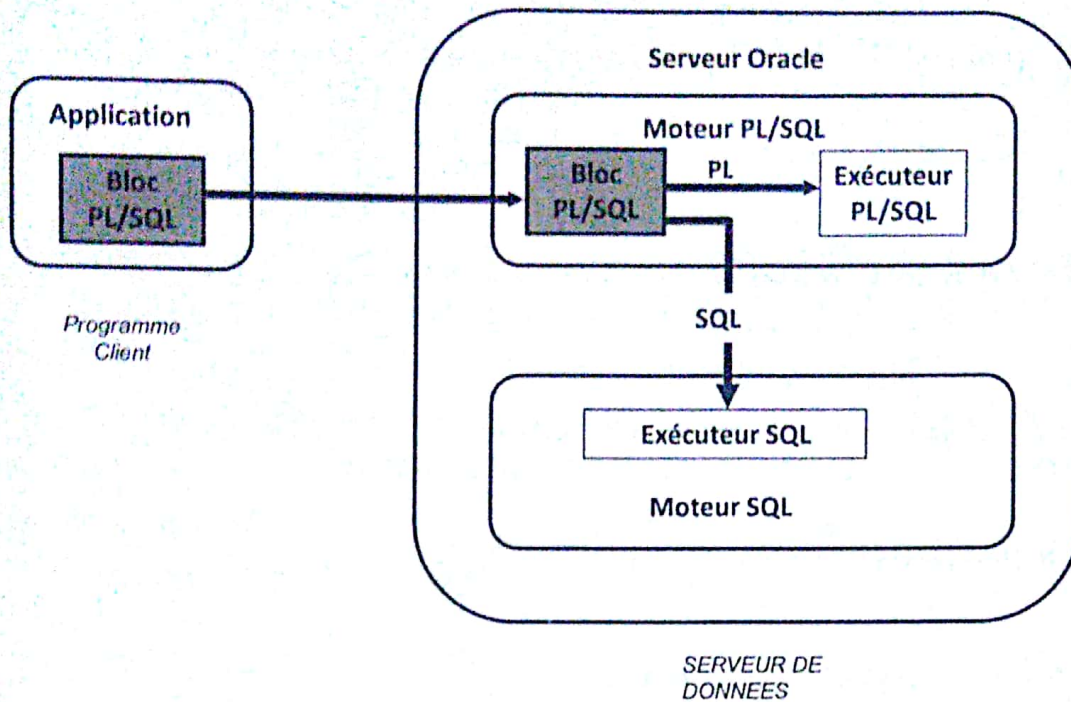 Serveur Oracle
Application
Moteur PL/SQL
Bloc
PL/SQL
Bloc
PL/SQL
PL
Exécuteur
PL/SQL
Programme
Client
SQL
Exécuteur SQL
Moteur SQL
SERVEUR DE
DONNEES